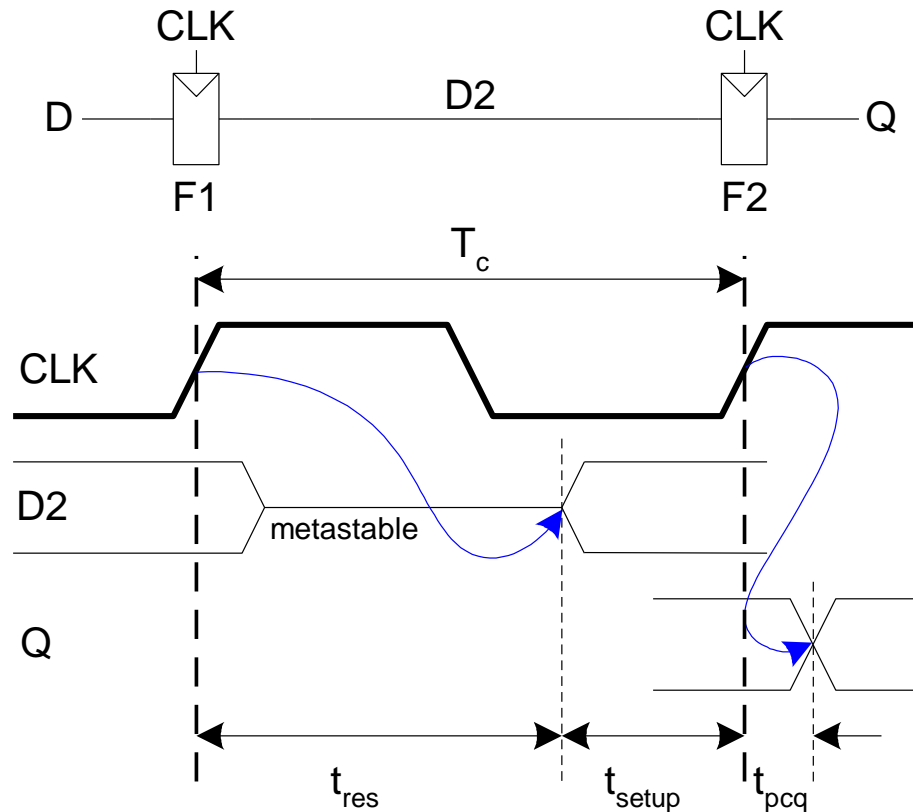 CLK CLK
D D2 Q
F1 F2
T_c
CLK
D2
metastable
Q
t_res t_setup t_pcq